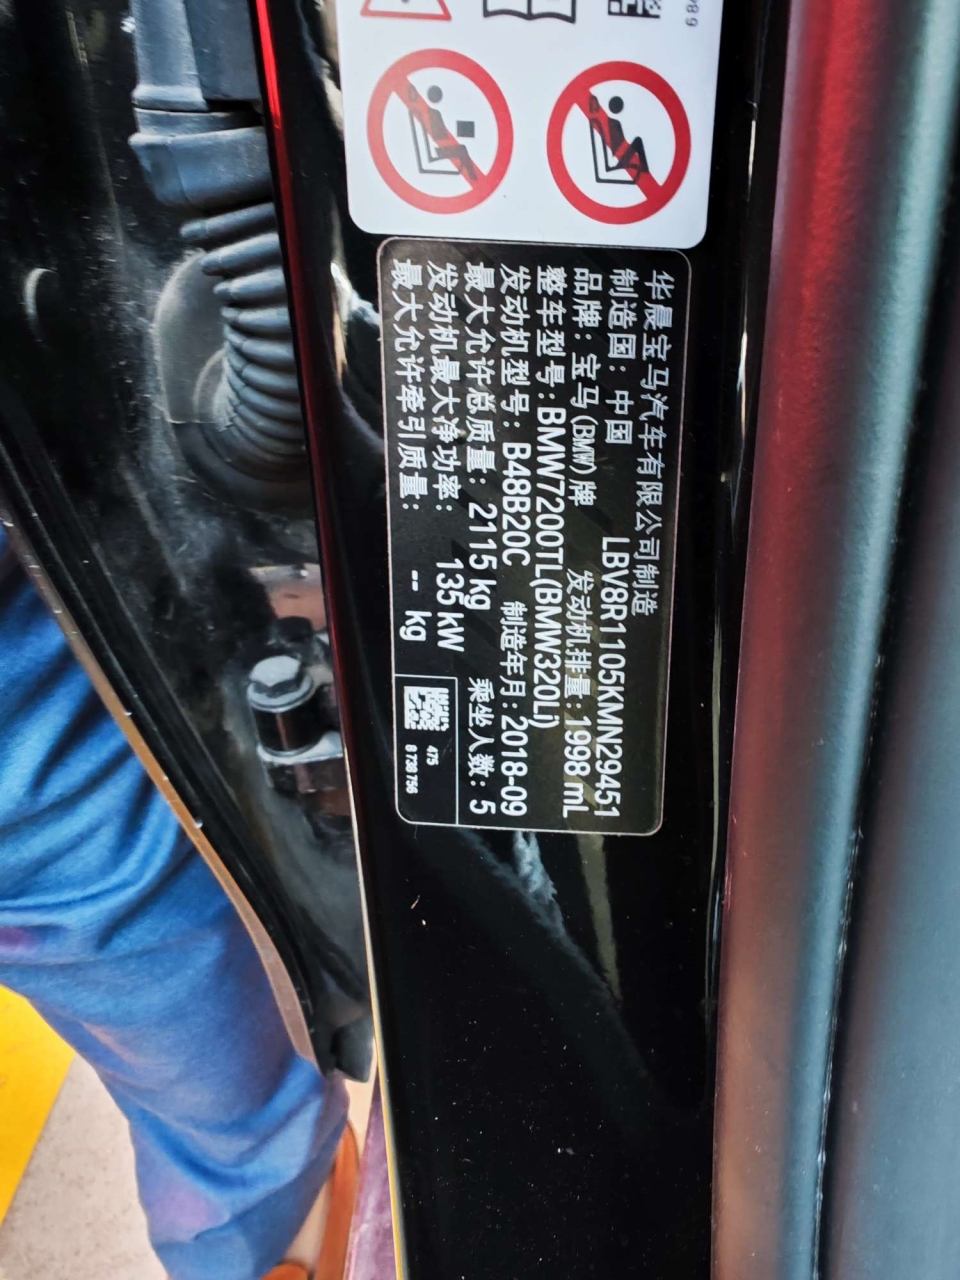 华晨宝马汽车有限公司制造
制造国：中国 LBV8R1105KMN29451
品牌：宝马(BMW)牌 发动机排量：1998 mL
整车型号：BMW7200TL(BMW320Li)
发动机型号：B48B20C 制造年月：2018-09
最大允许总质量：2115 kg 乘坐人数：5
发动机最大净功率：135 kW
最大允许牵引质量：-- kg
475
8 738 756